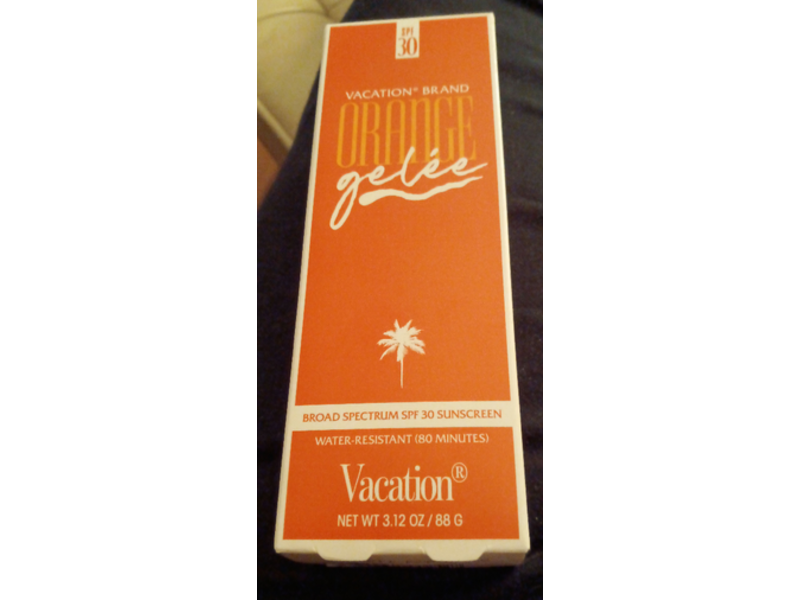 SPF
30
VACATION® BRAND
ORANGE
gelée
BROAD SPECTRUM SPF 30 SUNSCREEN
WATER-RESISTANT (80 MINUTES)
Vacation®
NET WT 3.12 OZ / 88 G